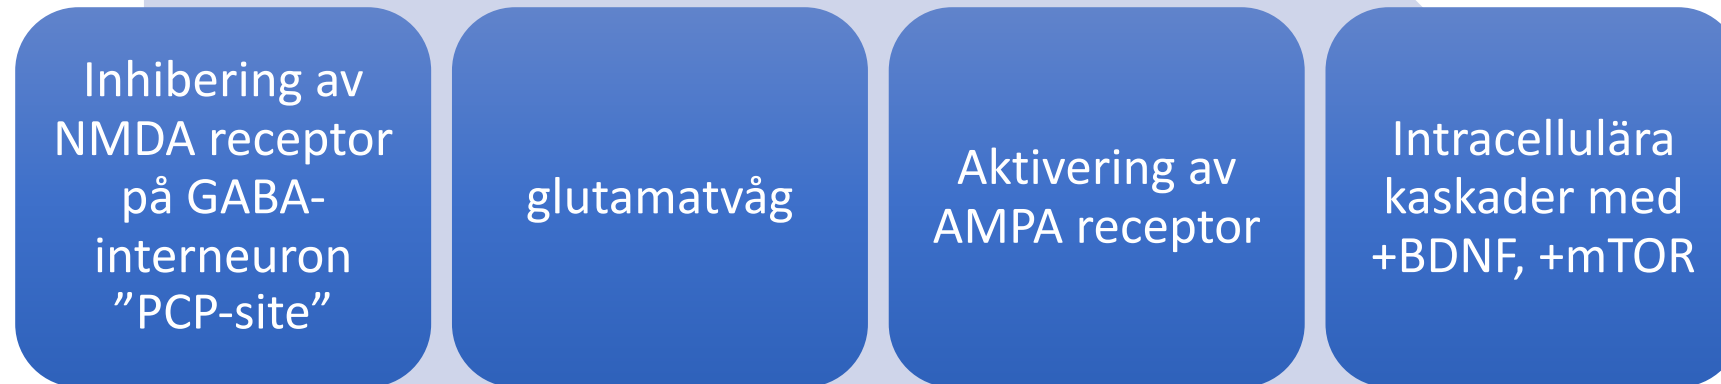 Inhibering av
NMDA receptor
på GABA-
interneuron
”PCP-site”
glutamatvåg
Aktivering av
AMPA receptor
Intracellulära
kaskader med
+BDNF, +mTOR